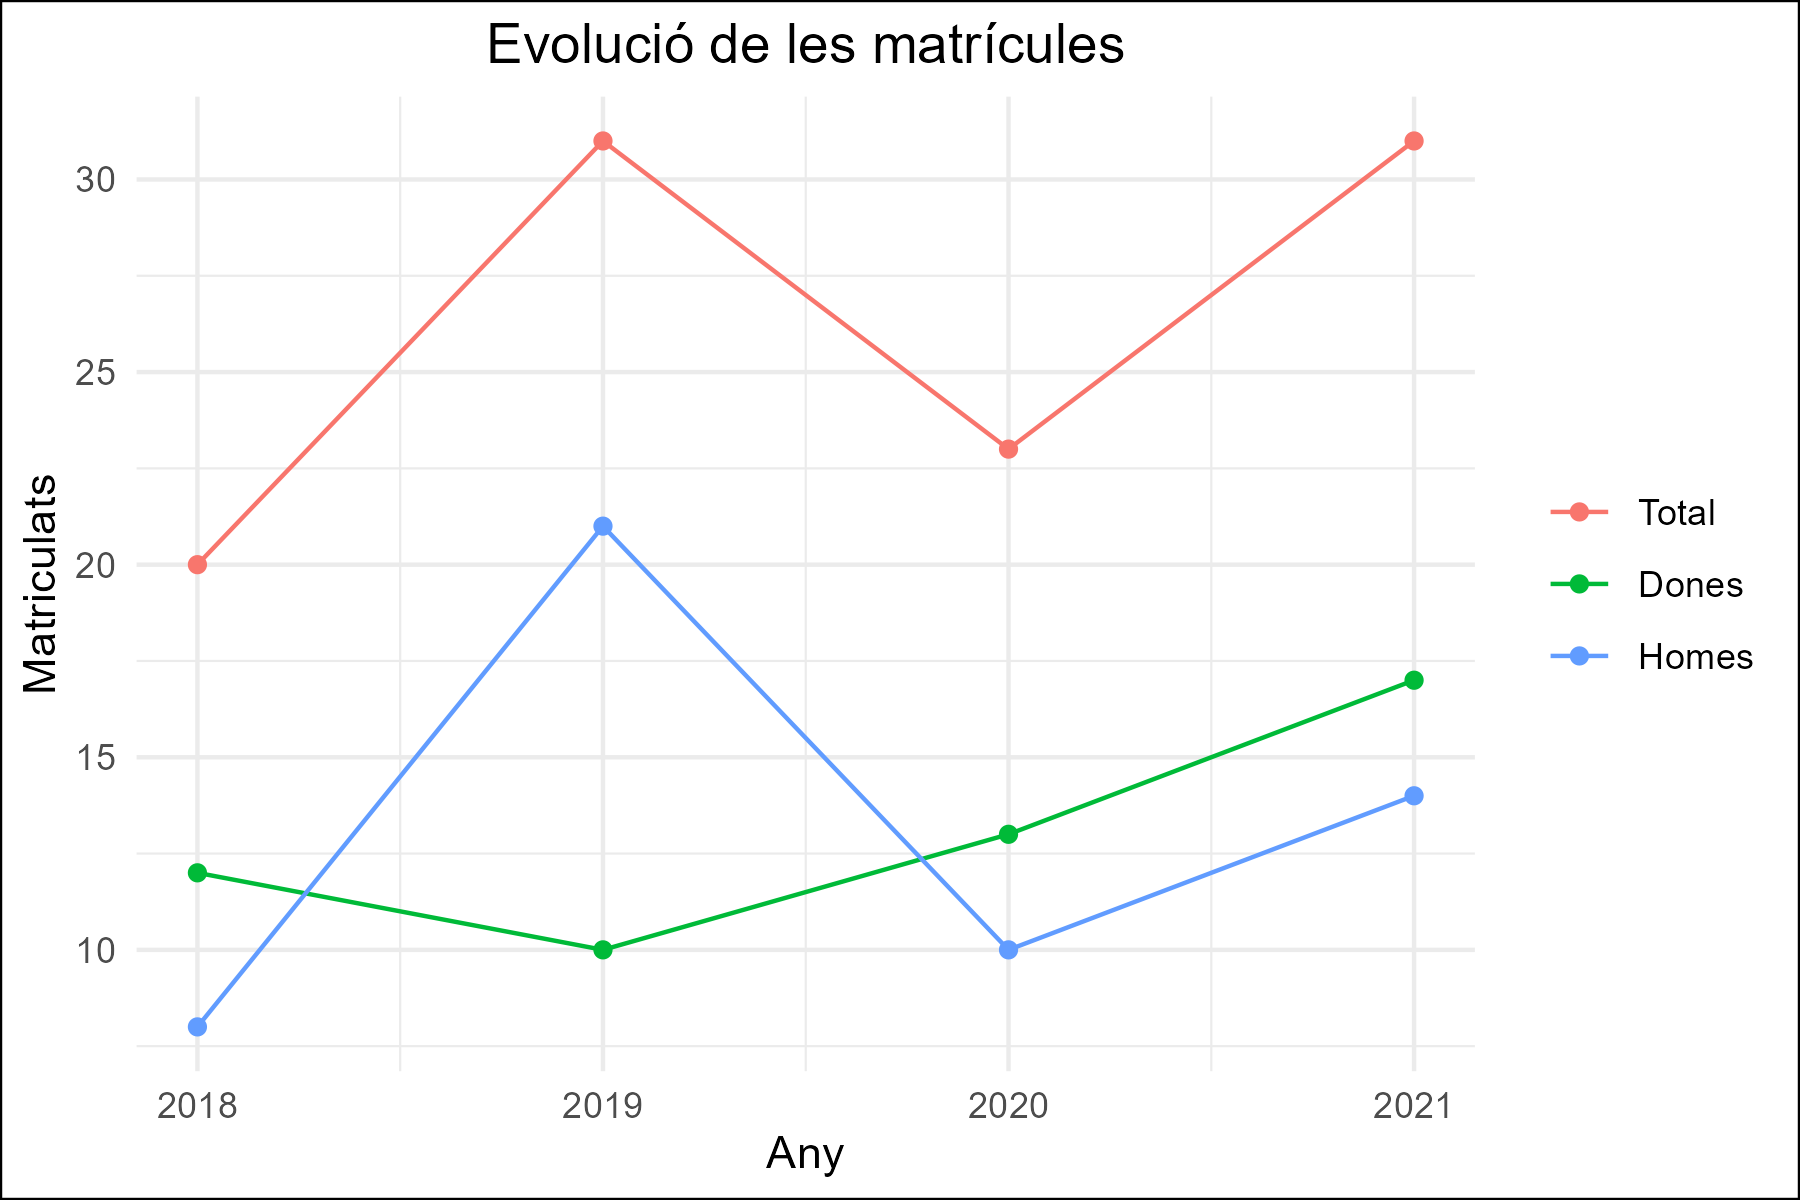 Evolució de les matrícules
Matriculats
30
25
20
15
10
2018 2019 2020 2021
Any
Total
Dones
Homes